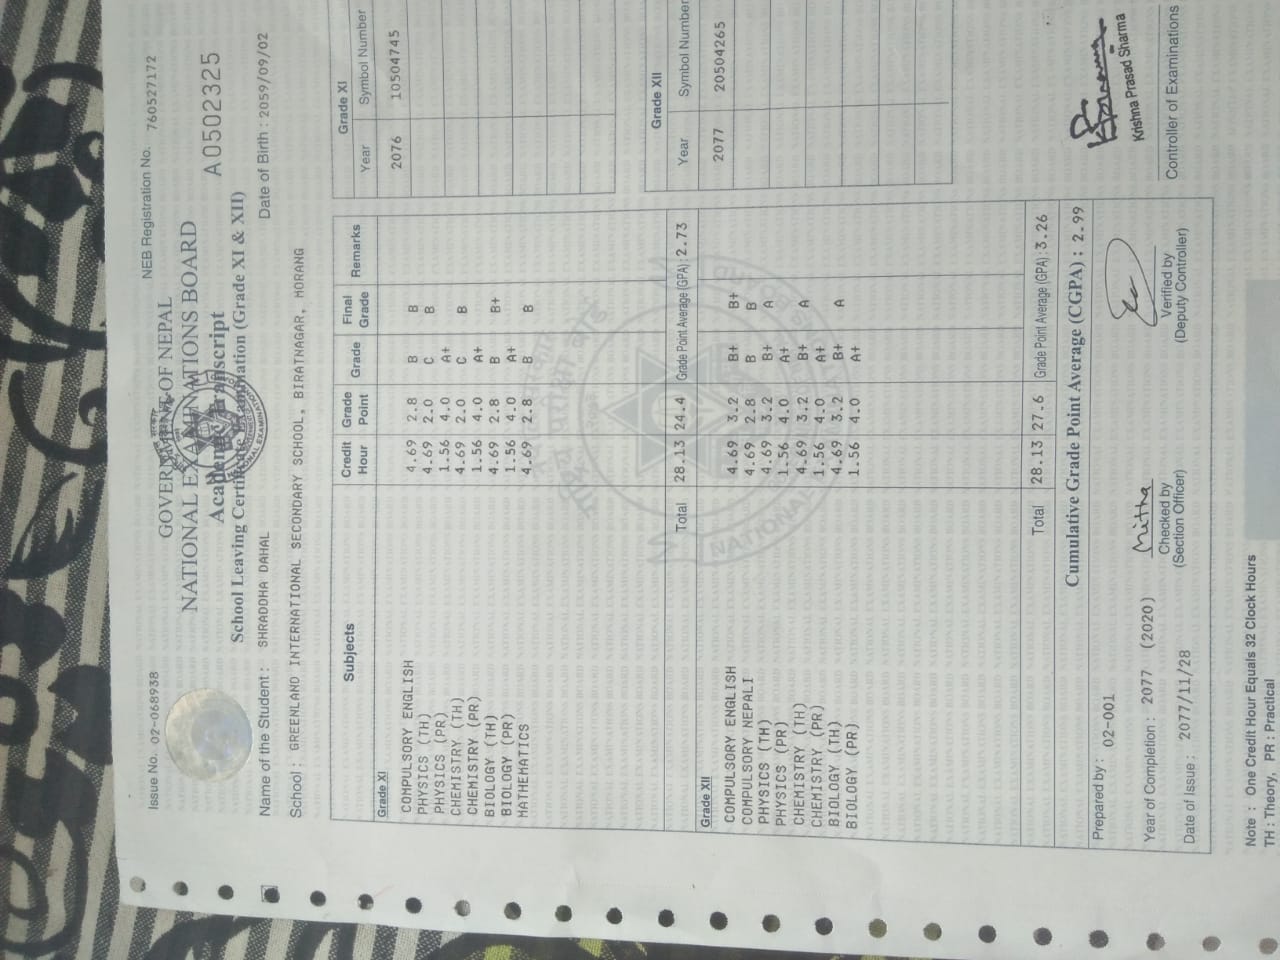 Issue No. 02-068938
NEB Registration No. 760527172
GOVERNMENT OF NEPAL
NATIONAL EXAMINATIONS BOARD
Academic Transcript
A0502325
School Leaving Certificate Examination (Grade XI & XII)
Name of the Student : SHRADDHA DAHAL
Date of Birth : 2059/09/02
School : GREENLAND INTERNATIONAL SECONDARY SCHOOL, BIRATNAGAR, MORANG
Subjects Credit Hour Grade Point Grade Final Grade Remarks
Grade XI
COMPULSORY ENGLISH 4.69 2.8 B B
PHYSICS (TH) 4.69 2.0 C C
PHYSICS (PR) 1.56 4.0 A+
CHEMISTRY (TH) 4.69 2.0 C B
CHEMISTRY (PR) 1.56 4.0 A+
BIOLOGY (TH) 4.69 2.8 B B+
BIOLOGY (PR) 1.56 4.0 A+
MATHEMATICS 4.69 2.8 B B
Total 28.13 24.4 Grade Point Average (GPA) : 2.73
Grade XII
COMPULSORY ENGLISH 4.69 3.2 B+ B+
COMPULSORY NEPALI 4.69 2.8 B B
PHYSICS (TH) 4.69 3.2 B+ A
PHYSICS (PR) 1.56 4.0 A+
CHEMISTRY (TH) 4.69 3.2 B+ A
CHEMISTRY (PR) 1.56 4.0 A+
BIOLOGY (TH) 4.69 3.2 B+ A
BIOLOGY (PR) 1.56 4.0 A+
Total 28.13 27.6 Grade Point Average (GPA) : 3.26
Cumulative Grade Point Average (CGPA) : 2.99
Grade XI
Year Symbol Number
2076 10504745
Grade XII
Year Symbol Number
2077 20504265
Prepared by : 02-001
Year of Completion : 2077 (2020)
Date of Issue : 2077/11/28
Checked by
(Section Officer)
Verified by
(Deputy Controller)
Krishna Prasad Sharma
Controller of Examinations
Note : One Credit Hour Equals 32 Clock Hours
TH : Theory, PR : Practical